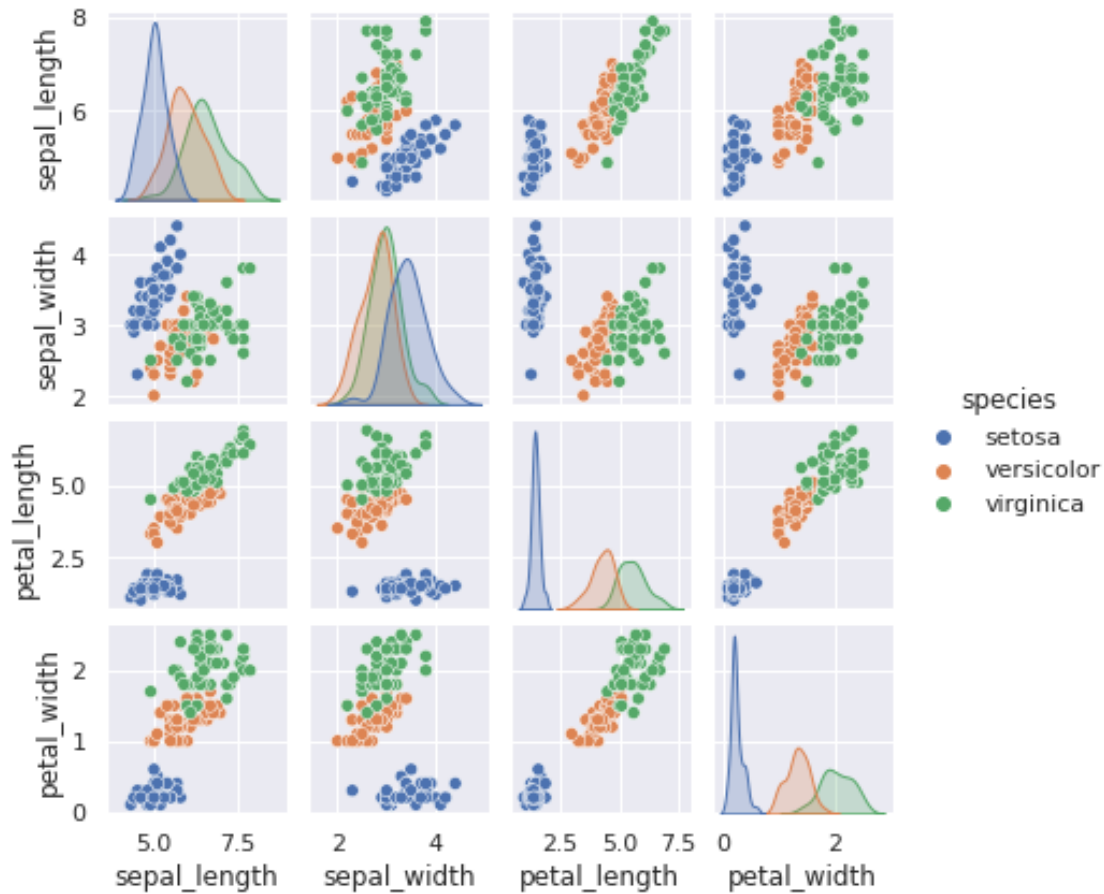 sepal_length
8
6
sepal_width
4
3
2
petal_length
5.0
2.5
petal_width
2
1
0
5.0 7.5
2 4
2.5 5.0 7.5
0 2
sepal_length
sepal_width
petal_length
petal_width
species
setosa
versicolor
virginica